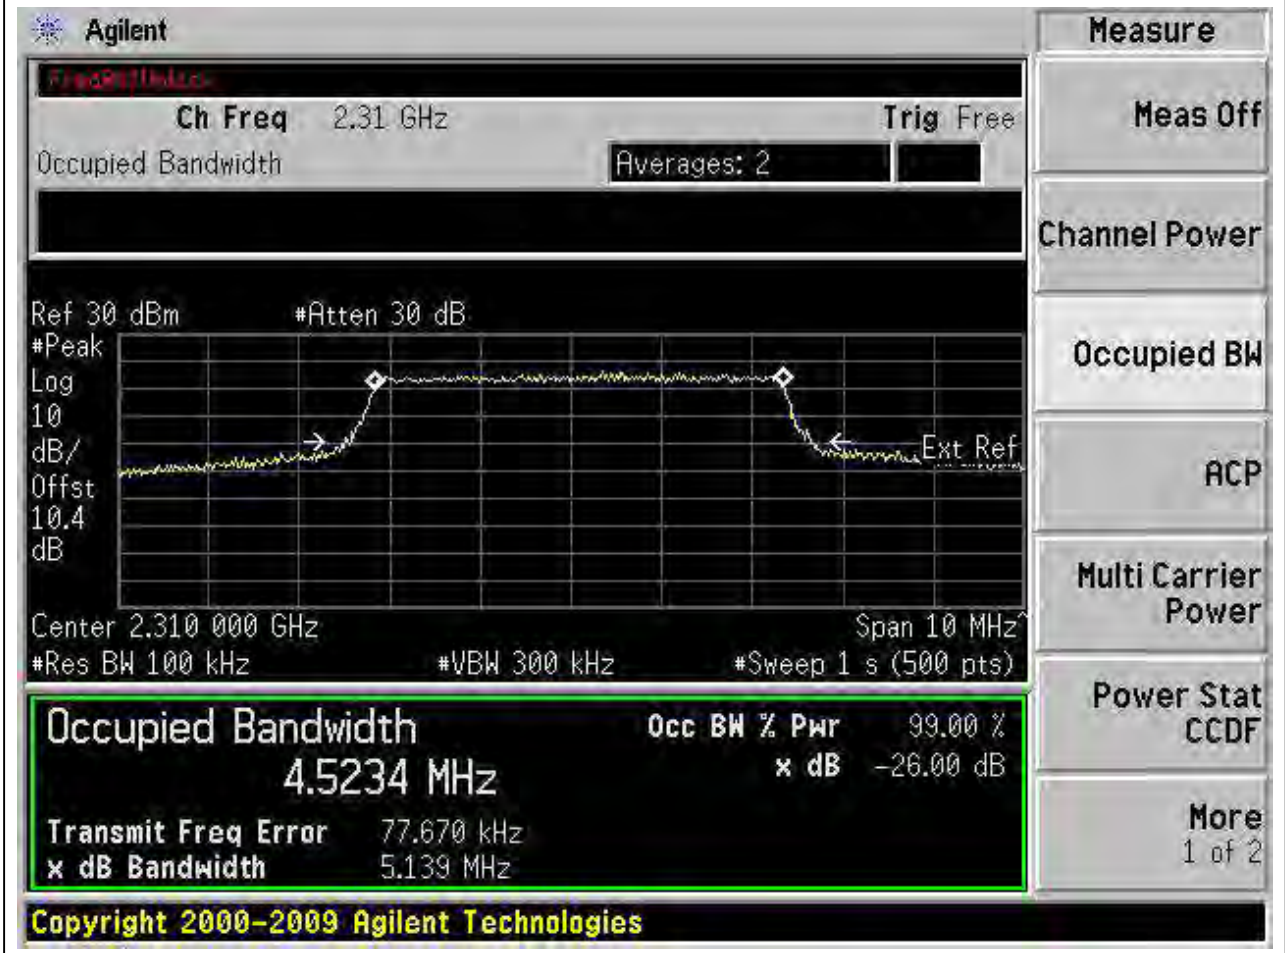 Agilent
Measure
Ch Freq 2.31 GHz Trig Free
Occupied Bandwidth Averages: 2
Meas Off
Channel Power
Occupied BW
ACP
Multi Carrier
Power
Power Stat
CCDF
More
1 of 2
Ref 30 dBm #Atten 30 dB
#Peak
Log
10
dB/
Offst
10.4
dB
Ext Ref
Center 2.310 000 GHz Span 10 MHz^
#Res BW 100 kHz #VBW 300 kHz #Sweep 1 s (500 pts)
Occupied Bandwidth Occ BW % Pwr 99.00 %
4.5234 MHz x dB -26.00 dB
Transmit Freq Error 77.670 kHz
x dB Bandwidth 5.139 MHz
Copyright 2000-2009 Agilent Technologies